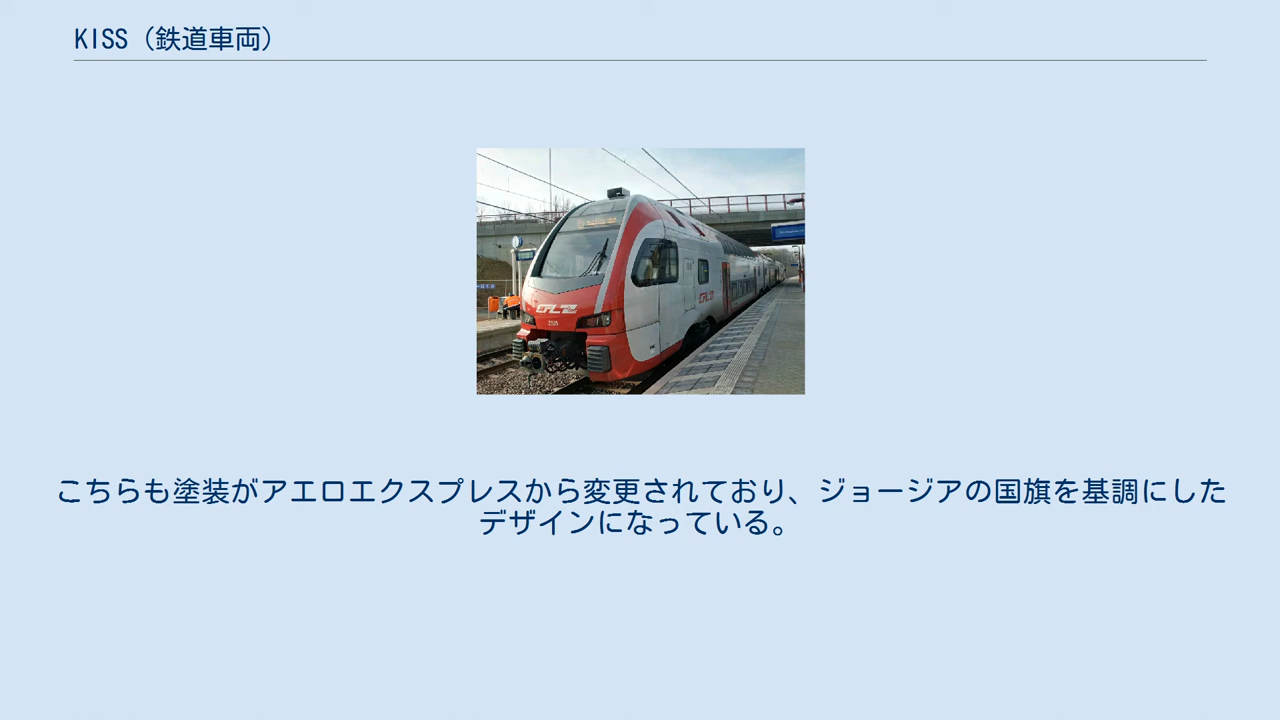 KISS（鉄道車両）
CFL
こちらも塗装がアエロエクスプレスから変更されており、ジョージアの国旗を基調にした
デザインになっている。